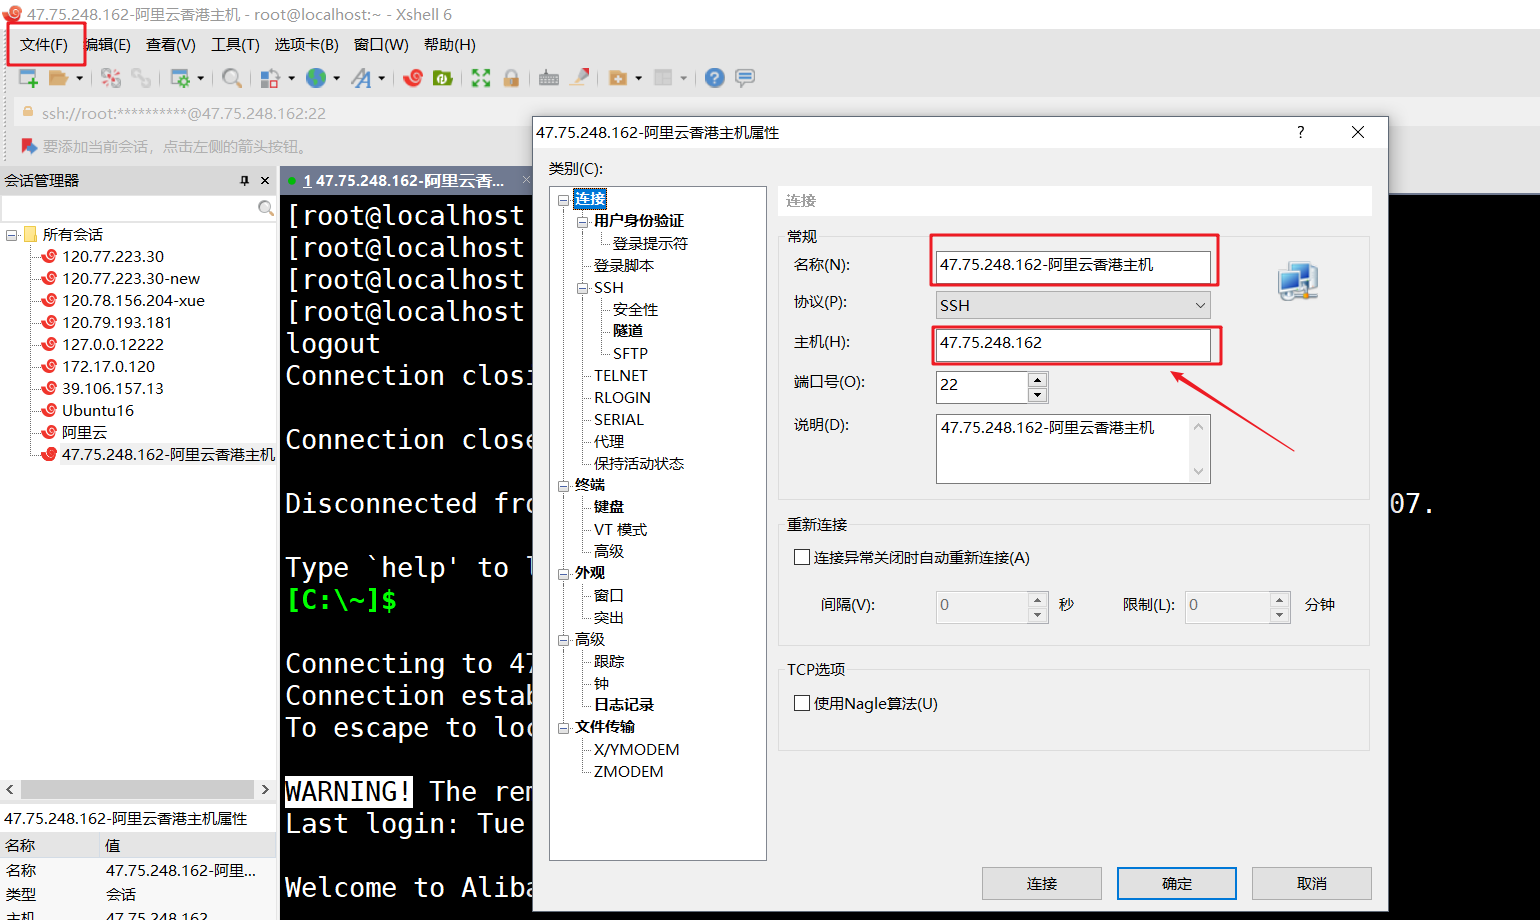 47.75.248.162-阿里云香港主机 - root@localhost:~ - Xshell 6
文件(F) 编辑(E) 查看(V) 工具(T) 选项卡(B) 窗口(W) 帮助(H)
ssh://root:**********@47.75.248.162:22
要添加当前会话，点击左侧的箭头按钮。
会话管理器
所有会话
120.77.223.30
120.77.223.30-new
120.78.156.204-xue
120.79.193.181
127.0.0.12222
172.17.0.120
39.106.157.13
Ubuntu16
阿里云
47.75.248.162-阿里云香港主机
47.75.248.162-阿里云香港主机属性
名称 值
名称 47.75.248.162-阿里...
类型 会话
主机 47.75.248.162
1 47.75.248.162-阿里云香...
[root@localhost
[root@localhost
[root@localhost
[root@localhost
logout
Connection closi
Connection close
Disconnected fro
07.
Type `help' to l
[C:\~]$
Connecting to 47
Connection estab
To escape to loc
WARNING! The rem
Last login: Tue
Welcome to Aliba
47.75.248.162-阿里云香港主机属性
?
类别(C):
连接
用户身份验证
登录提示符
登录脚本
SSH
安全性
隧道
SFTP
TELNET
RLOGIN
SERIAL
代理
保持活动状态
终端
键盘
VT 模式
高级
外观
窗口
突出
高级
跟踪
钟
日志记录
文件传输
X/YMODEM
ZMODEM
连接
常规
名称(N): 47.75.248.162-阿里云香港主机
协议(P): SSH
主机(H): 47.75.248.162
端口号(O): 22
说明(D): 47.75.248.162-阿里云香港主机
重新连接
连接异常关闭时自动重新连接(A)
间隔(V): 0 秒 限制(L): 0 分钟
TCP选项
使用Nagle算法(U)
连接 确定 取消